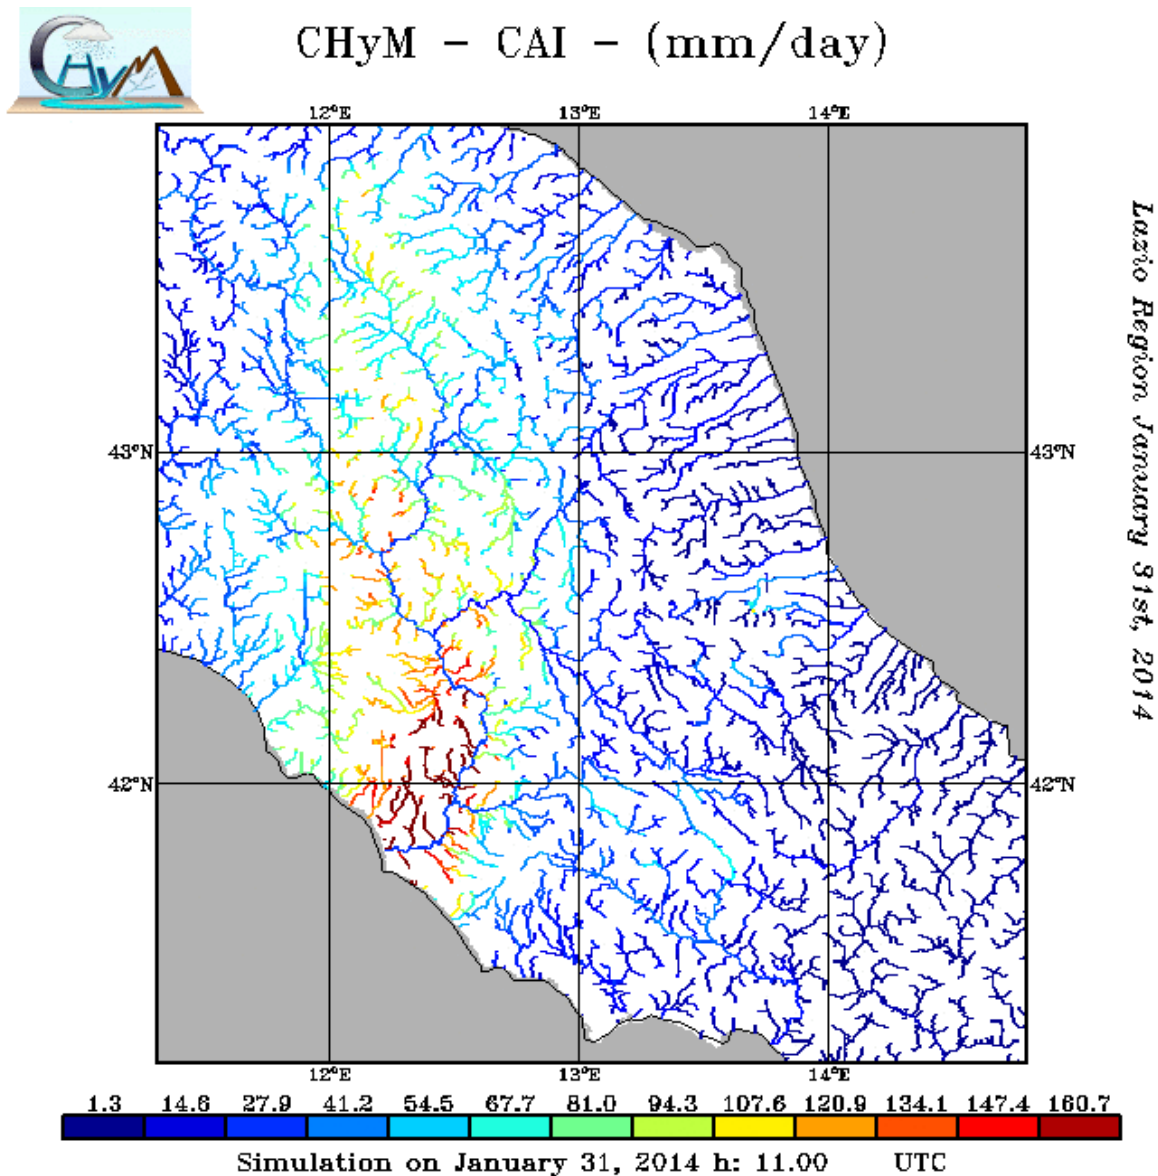 CHyM
CHyM - CAI - (mm/day)
12°E 13°E 14°E
43°N 43°N
42°N 42°N
12°E 13°E 14°E
Lazio Region January 31st, 2014
1.3 14.6 27.9 41.2 54.5 67.7 81.0 94.3 107.6 120.9 134.1 147.4 160.7
Simulation on January 31, 2014 h: 11.00 UTC